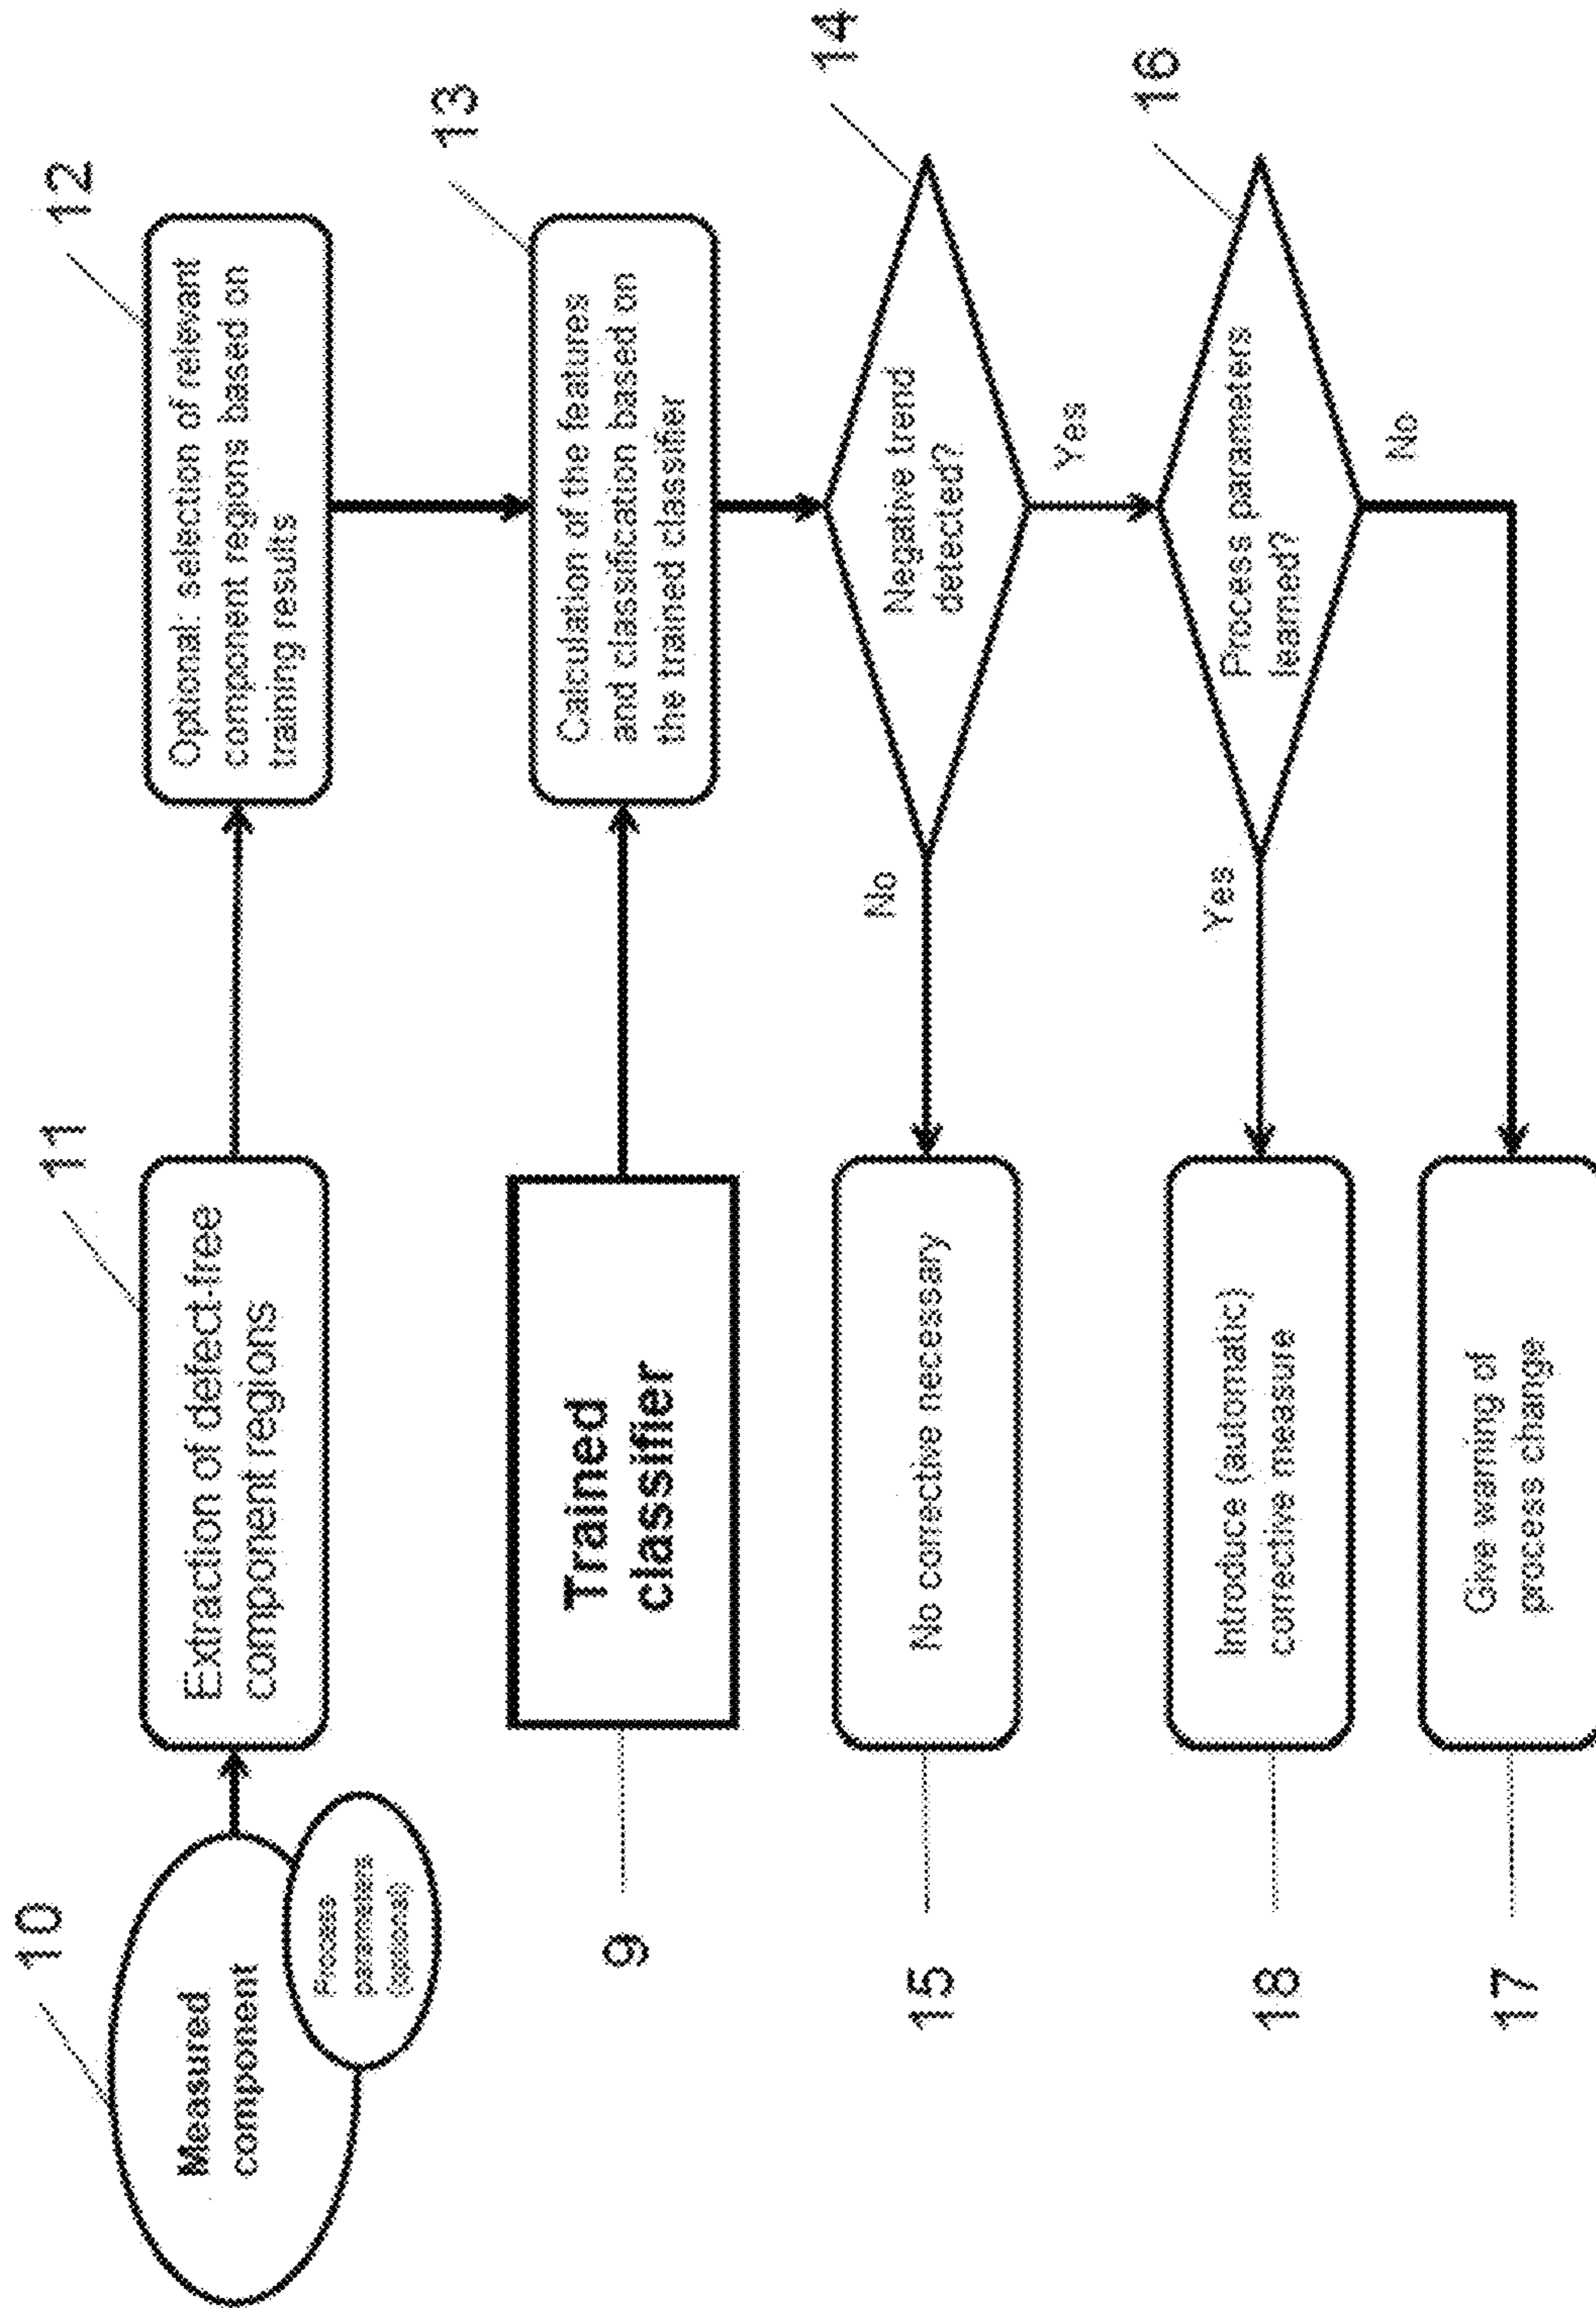 10
Measured
component
Process
parameters
(optional)
11
Extraction of defect-free
component regions
12
Optional: selection of relevant
component regions based on
training results
9
Trained
classifier
13
Calculation of the features
and classification based on
the trained classifier
14
Negative trend
detected?
No
Yes
15
No corrective necessary
16
Process parameters
learned?
Yes
No
18
Introduce (automatic)
corrective measure
17
Give warning of
process change